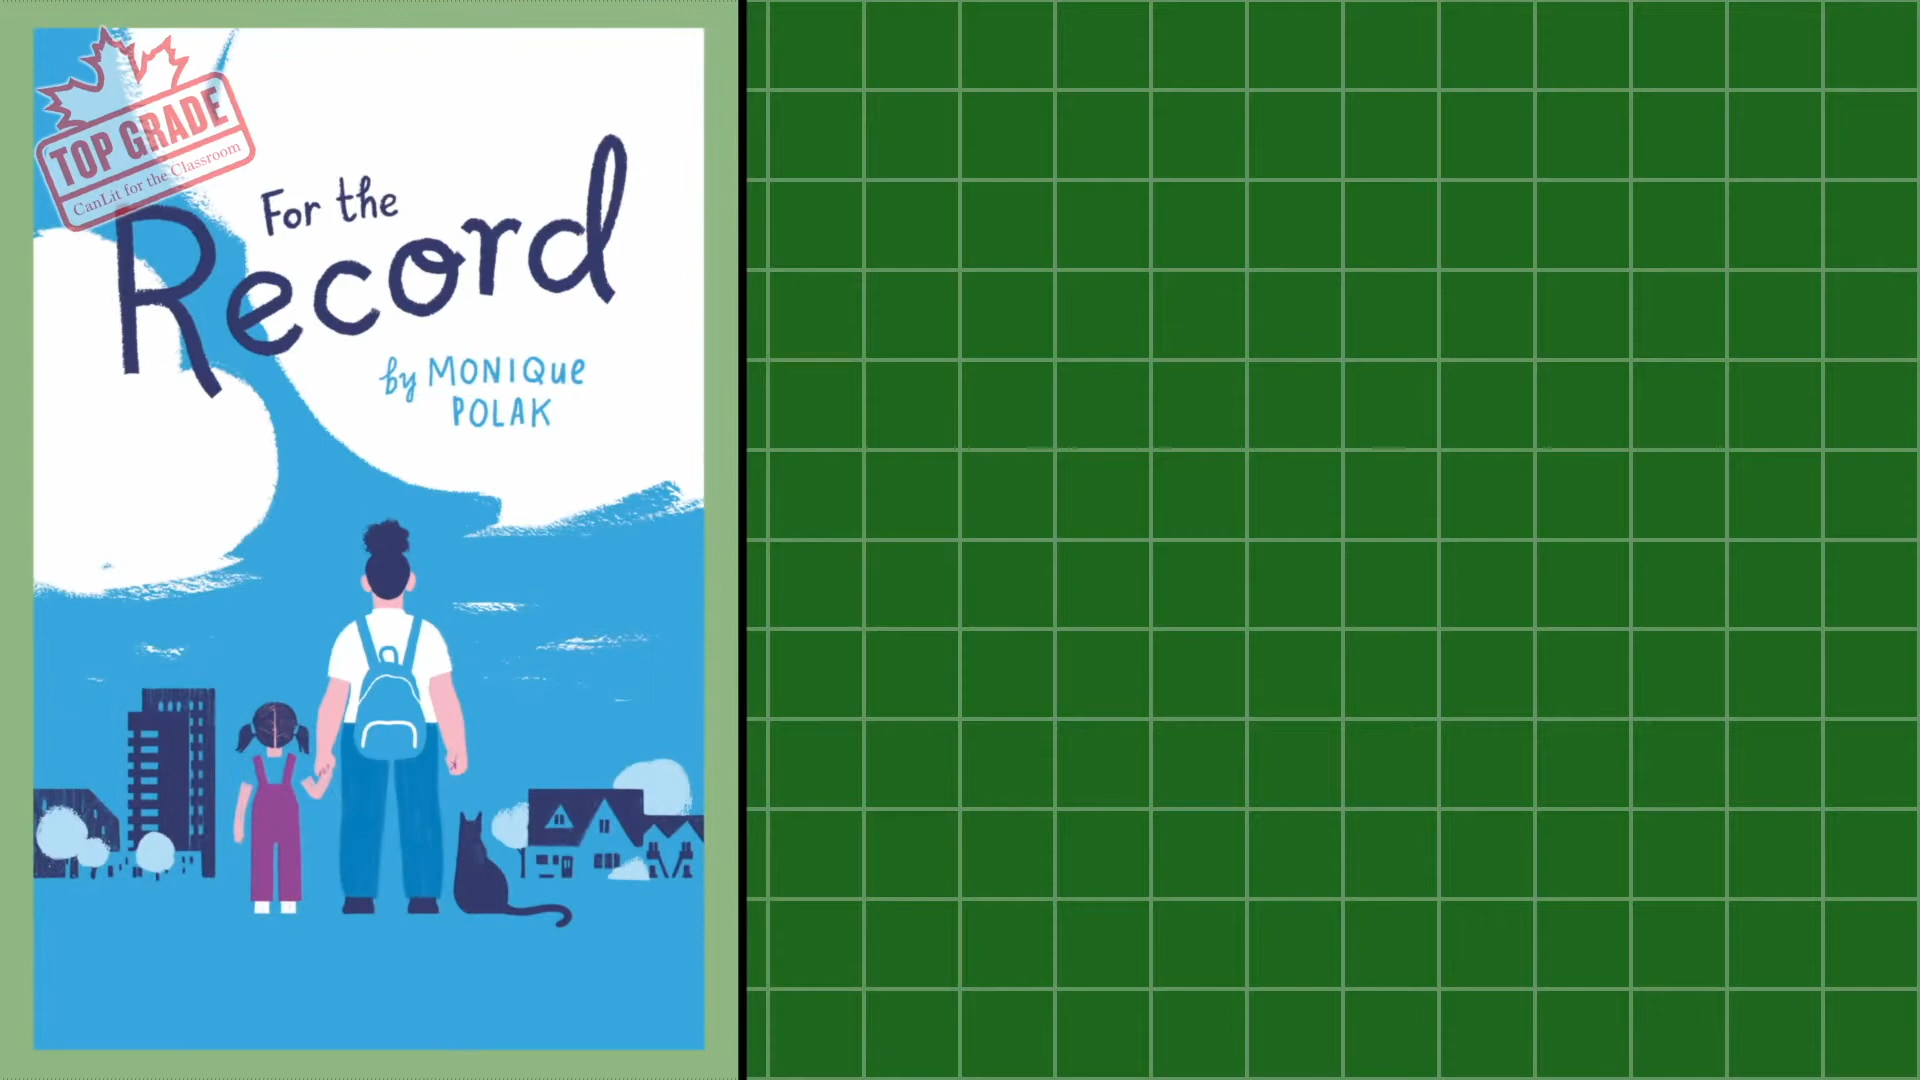 TOP GRADE
CanLit for the Classroom
For the
Record
by MONIQue
POLAK